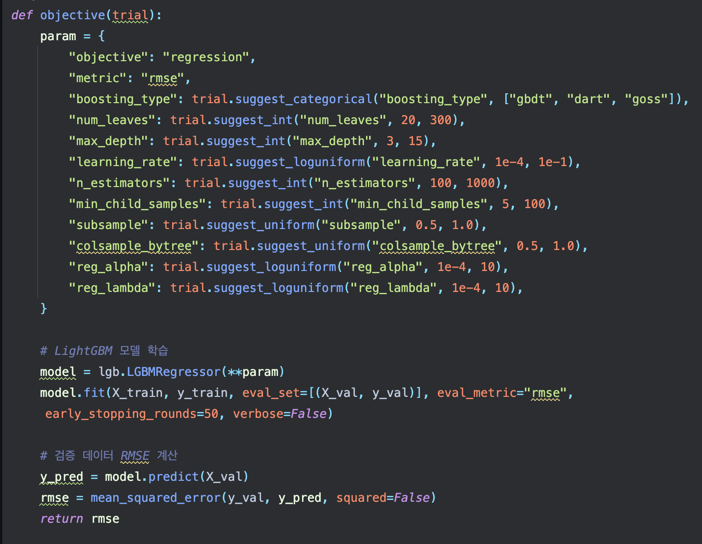 def objective(trial):
param = {
"objective": "regression",
"metric": "rmse",
"boosting_type": trial.suggest_categorical("boosting_type", ["gbdt", "dart", "goss"]),
"num_leaves": trial.suggest_int("num_leaves", 20, 300),
"max_depth": trial.suggest_int("max_depth", 3, 15),
"learning_rate": trial.suggest_loguniform("learning_rate", 1e-4, 1e-1),
"n_estimators": trial.suggest_int("n_estimators", 100, 1000),
"min_child_samples": trial.suggest_int("min_child_samples", 5, 100),
"subsample": trial.suggest_uniform("subsample", 0.5, 1.0),
"colsample_bytree": trial.suggest_uniform("colsample_bytree", 0.5, 1.0),
"reg_alpha": trial.suggest_loguniform("reg_alpha", 1e-4, 10),
"reg_lambda": trial.suggest_loguniform("reg_lambda", 1e-4, 10),
}
# LightGBM 모델 학습
model = lgb.LGBMRegressor(**param)
model.fit(X_train, y_train, eval_set=[(X_val, y_val)], eval_metric="rmse",
early_stopping_rounds=50, verbose=False)
# 검증 데이터 RMSE 계산
y_pred = model.predict(X_val)
rmse = mean_squared_error(y_val, y_pred, squared=False)
return rmse